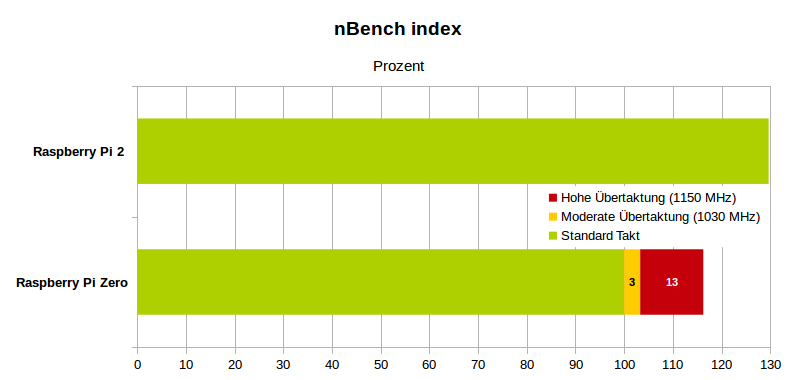 nBench index
Prozent
Raspberry Pi 2
Hohe Übertaktung (1150 MHz)
Moderate Übertaktung (1030 MHz)
Standard Takt
Raspberry Pi Zero
3
13
0 10 20 30 40 50 60 70 80 90 100 110 120 130